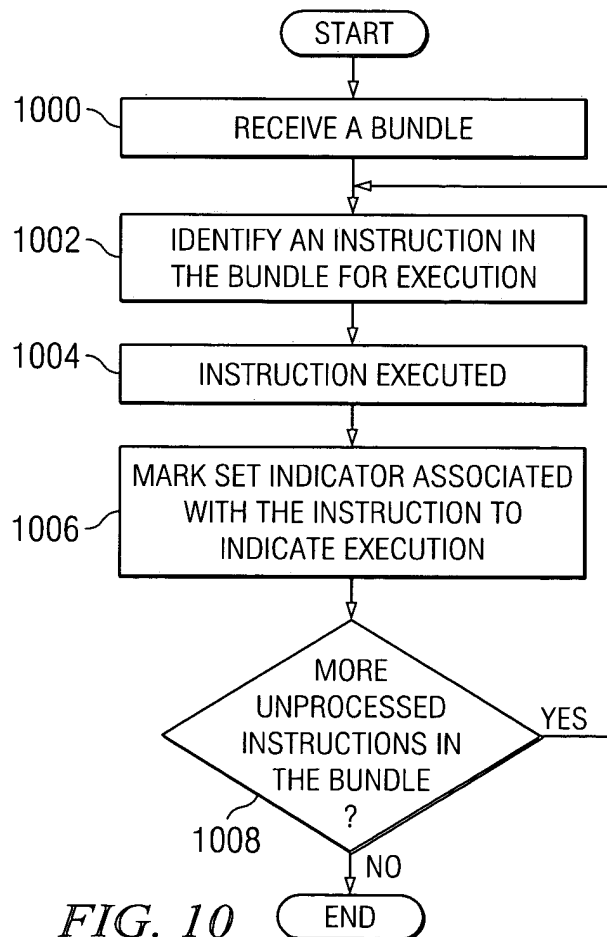 START
1000
RECEIVE A BUNDLE
1002
IDENTIFY AN INSTRUCTION IN
THE BUNDLE FOR EXECUTION
1004
INSTRUCTION EXECUTED
1006
MARK SET INDICATOR ASSOCIATED
WITH THE INSTRUCTION TO
INDICATE EXECUTION
MORE
UNPROCESSED
INSTRUCTIONS IN
THE BUNDLE
?
YES
1008
NO
FIG. 10
END